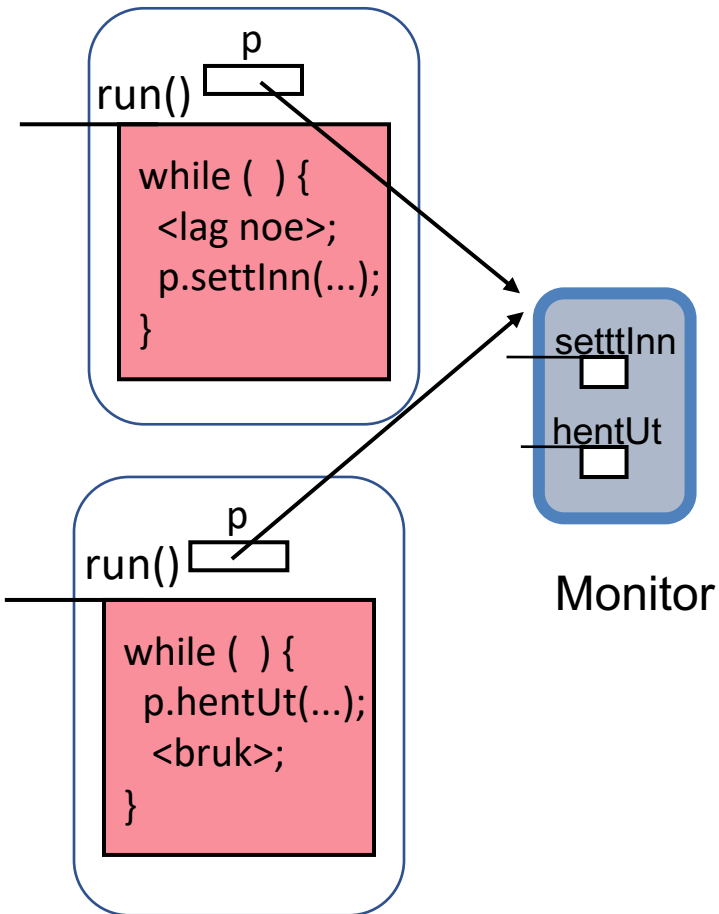 p
run()
while (  ) {
<lag noe>;
p.settInn(...);
}
setttInn
hentUt
Monitor
p
run()
while (  ) {
p.hentUt(...);
<bruk>;
}